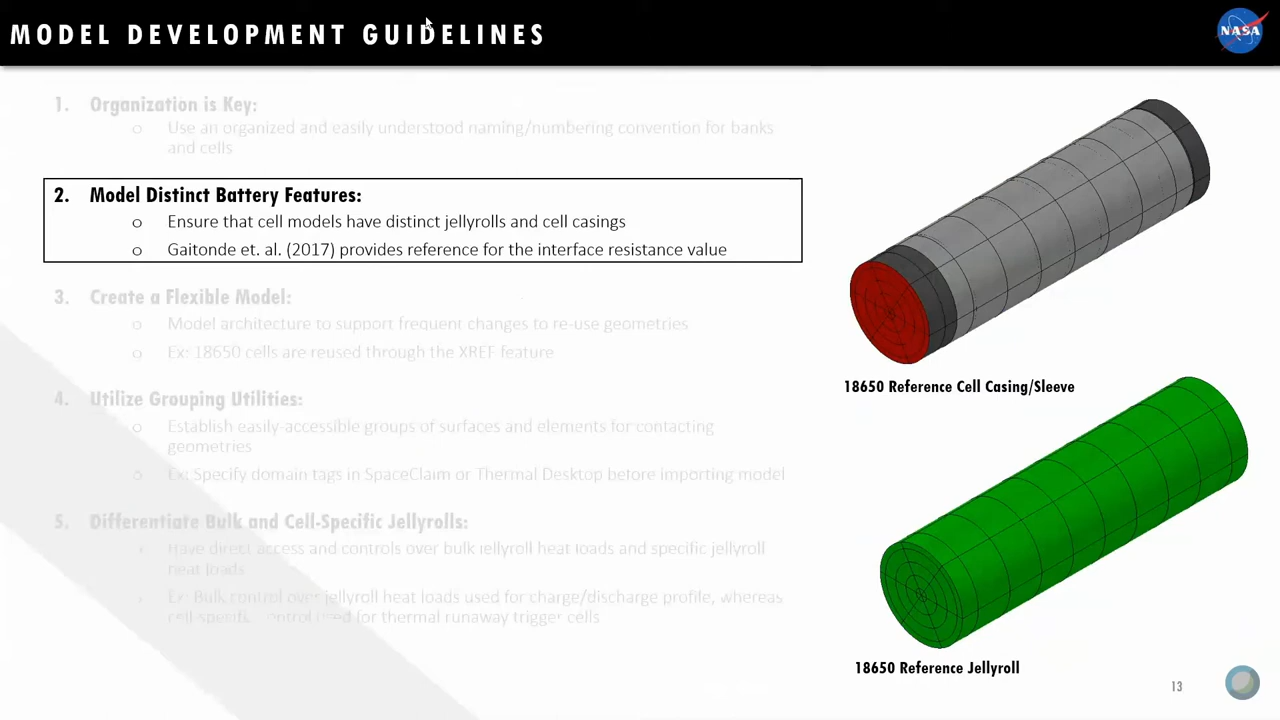 MODEL DEVELOPMENT GUIDELINES
NASA
1. Organization is Key:
o Use an organized and easily understood naming/numbering convention for banks
and cells
2. Model Distinct Battery Features:
o Ensure that cell models have distinct jellyrolls and cell casings
o Gaitonde et. al. (2017) provides reference for the interface resistance value
3. Create a Flexible Model:
o Model architecture to support frequent changes to re-use geometries
o Ex: 18650 cells are reused through the XREF feature
4. Utilize Grouping Utilities:
o Establish easily-accessible groups of surfaces and elements for contacting
geometries
o Ex: Specify domain tags in SpaceClaim or Thermal Desktop before importing model
5. Differentiate Bulk and Cell-Specific Jellyrolls:
o Have direct access and controls over bulk jellyroll heat loads and specific jellyroll
heat loads
o Ex: Bulk control over jellyroll heat loads used for charge/discharge profile, whereas
cell-specific control used for thermal runaway trigger cells
18650 Reference Cell Casing/Sleeve
18650 Reference Jellyroll
13